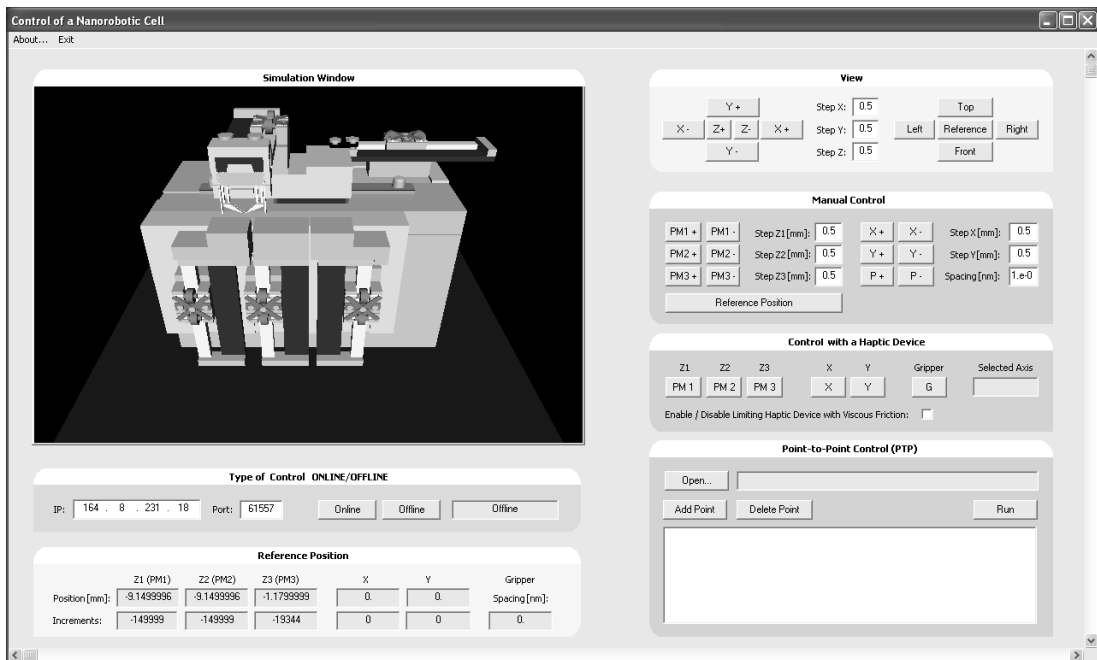 Control of a Nanorobotic Cell
About... Exit
Simulation Window
Type of Control ONLINE/OFFLINE
IP: 164 . 8 . 231 . 18 Port: 61557 Online Offline Offline
Reference Position
Z1 (PM1) Z2 (PM2) Z3 (PM3) X Y Gripper
Position [mm]: -9.1499996 -9.1499996 -1.1799999 0. 0. Spacing [nm]:
Increments: -149999 -149999 -19344 0 0 0.
View
Y + Step X: 0.5 Top
X - Z+ Z- X + Step Y: 0.5 Left Reference Right
Y - Step Z: 0.5 Front
Manual Control
PM1 + PM1 - Step Z1 [mm]: 0.5 X + X - Step X [mm]: 0.5
PM2 + PM2 - Step Z2 [mm]: 0.5 Y + Y - Step Y [mm]: 0.5
PM3 + PM3 - Step Z3 [mm]: 0.5 P + P - Spacing [nm]: 1.e-0
Reference Position
Control with a Haptic Device
Z1 Z2 Z3 X Y Gripper Selected Axis
PM 1 PM 2 PM 3 X Y G
Enable / Disable Limiting Haptic Device with Viscous Friction:
Point-to-Point Control (PTP)
Open...
Add Point Delete Point Run